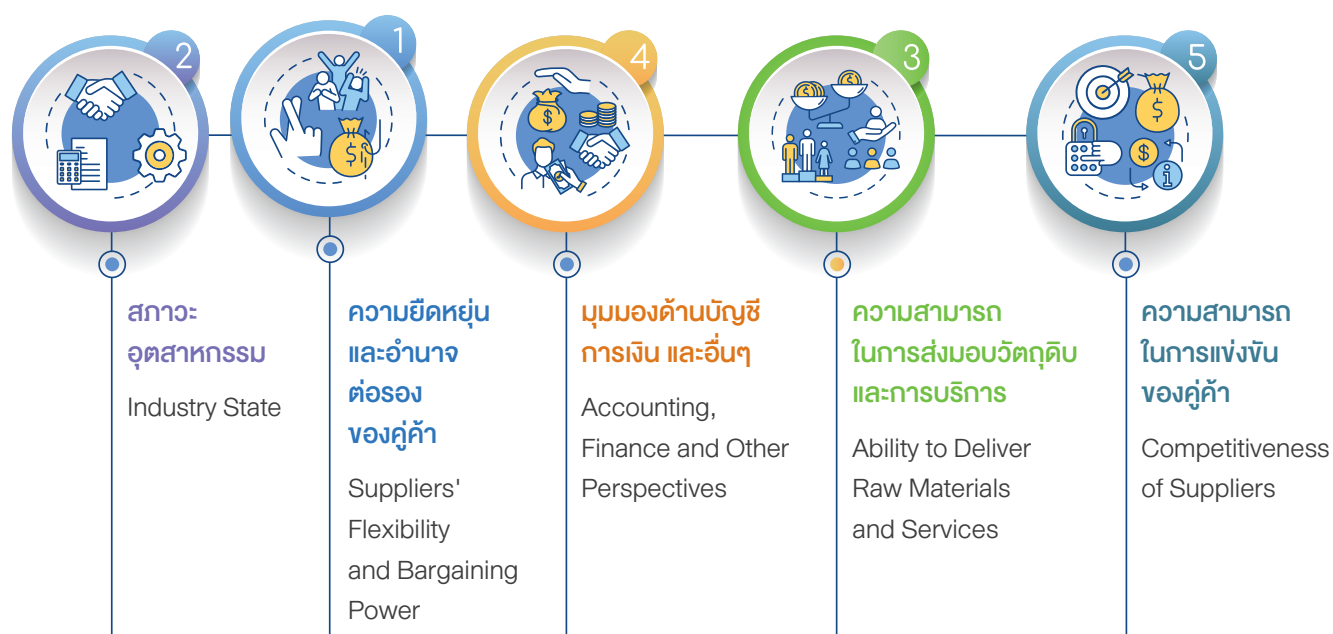 2
สภาวะ
อุตสาหกรรม
Industry State
1
ความยืดหยุ่น
และอำนาจ
ต่อรอง
ของคู่ค้า
Suppliers'
Flexibility
and Bargaining
Power
4
มุมมองด้านบัญชี
การเงิน และอื่นๆ
Accounting,
Finance and Other
Perspectives
3
ความสามารถ
ในการส่งมอบวัตถุดิบ
และการบริการ
Ability to Deliver
Raw Materials
and Services
5
ความสามารถ
ในการแข่งขัน
ของคู่ค้า
Competitiveness
of Suppliers